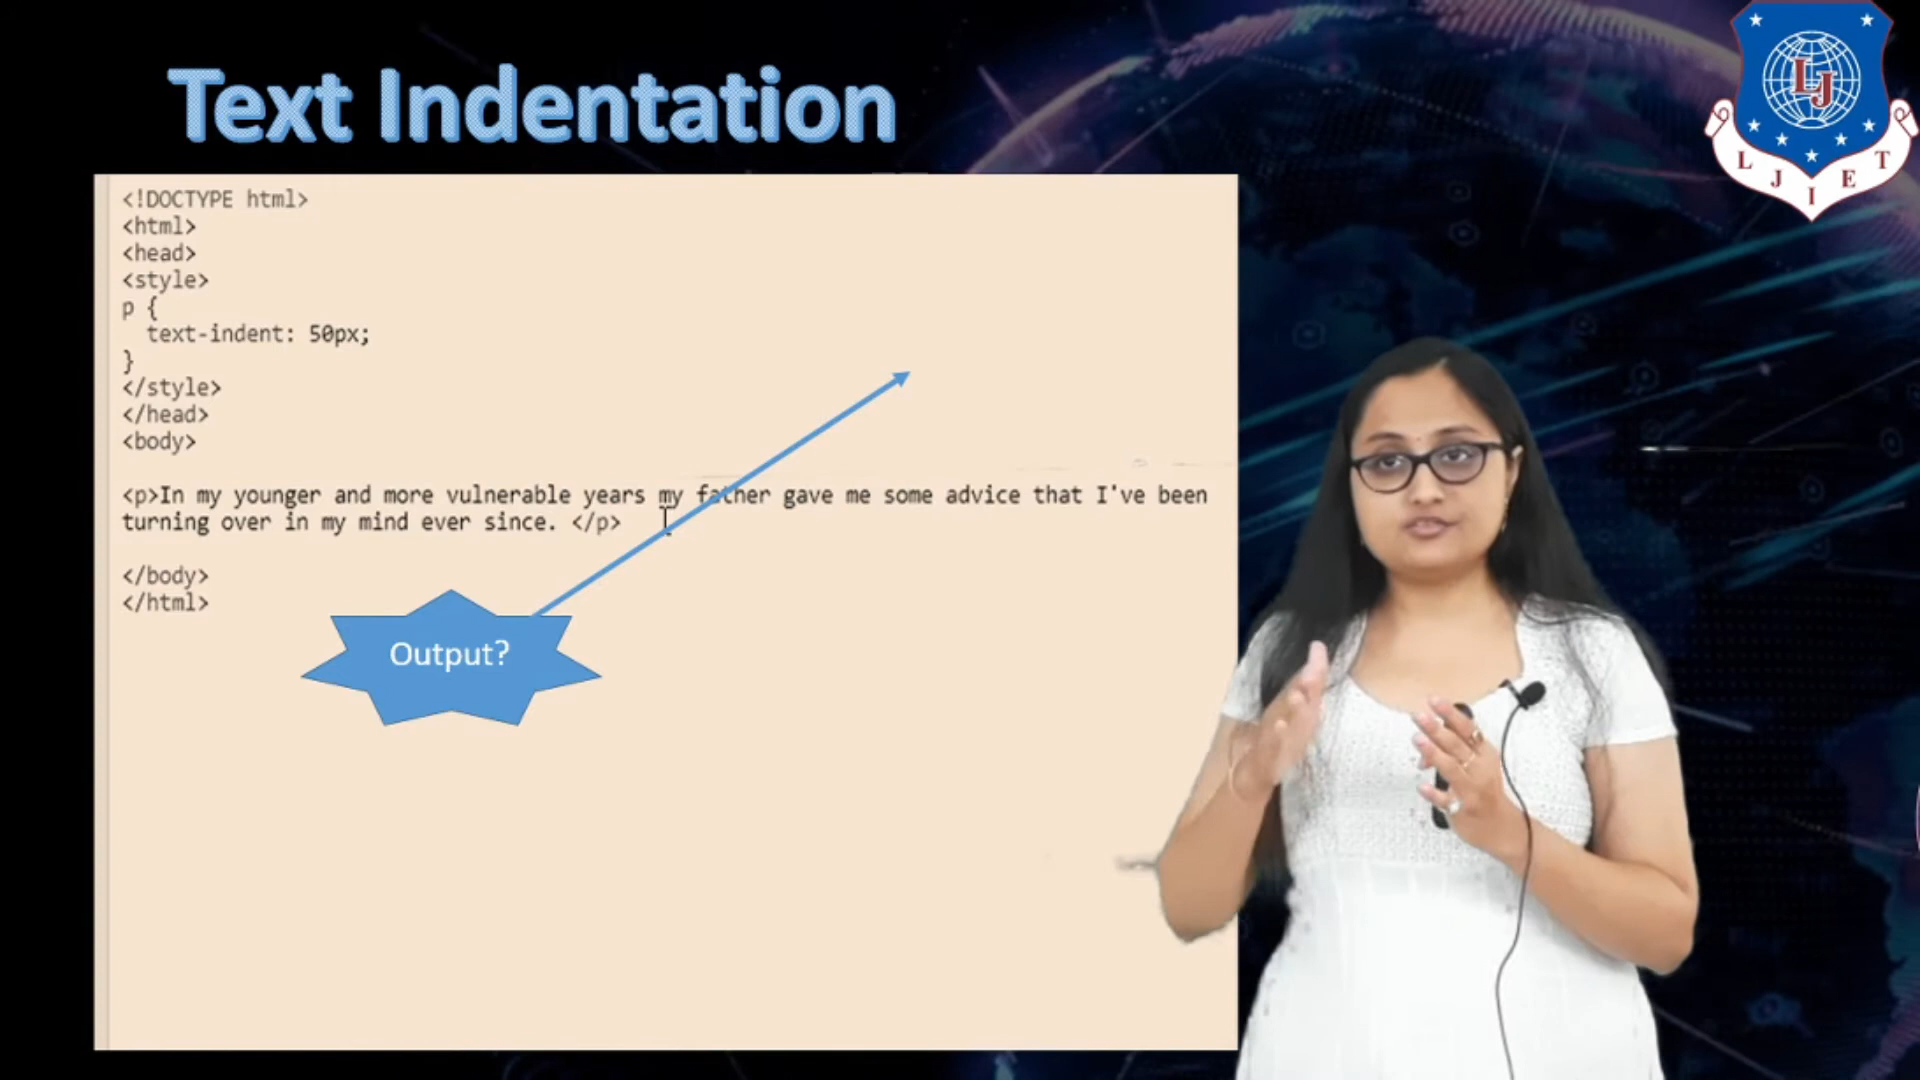 Text Indentation
<!DOCTYPE html>
<html>
<head>
<style>
p {
  text-indent: 50px;
}
</style>
</head>
<body>
<p>In my younger and more vulnerable years my father gave me some advice that I've been
turning over in my mind ever since. </p>
</body>
</html>
Output?
LJ
L J I E T